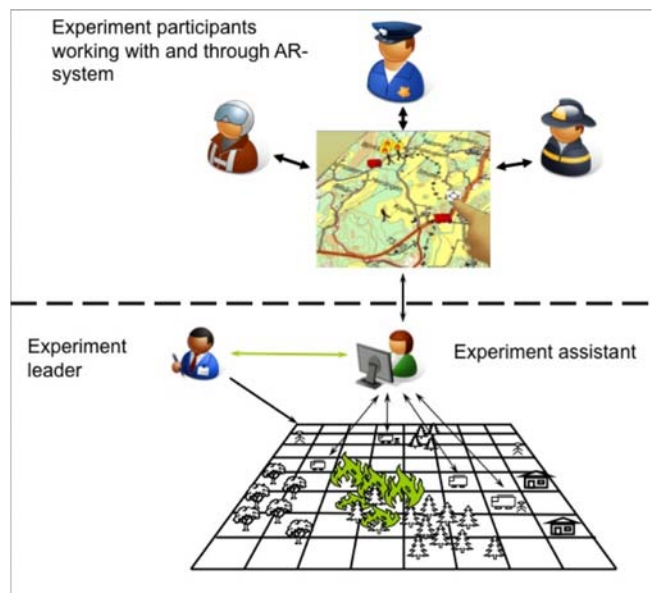 Experiment participants
working with and through AR-
system
Experiment
leader
Experiment assistant